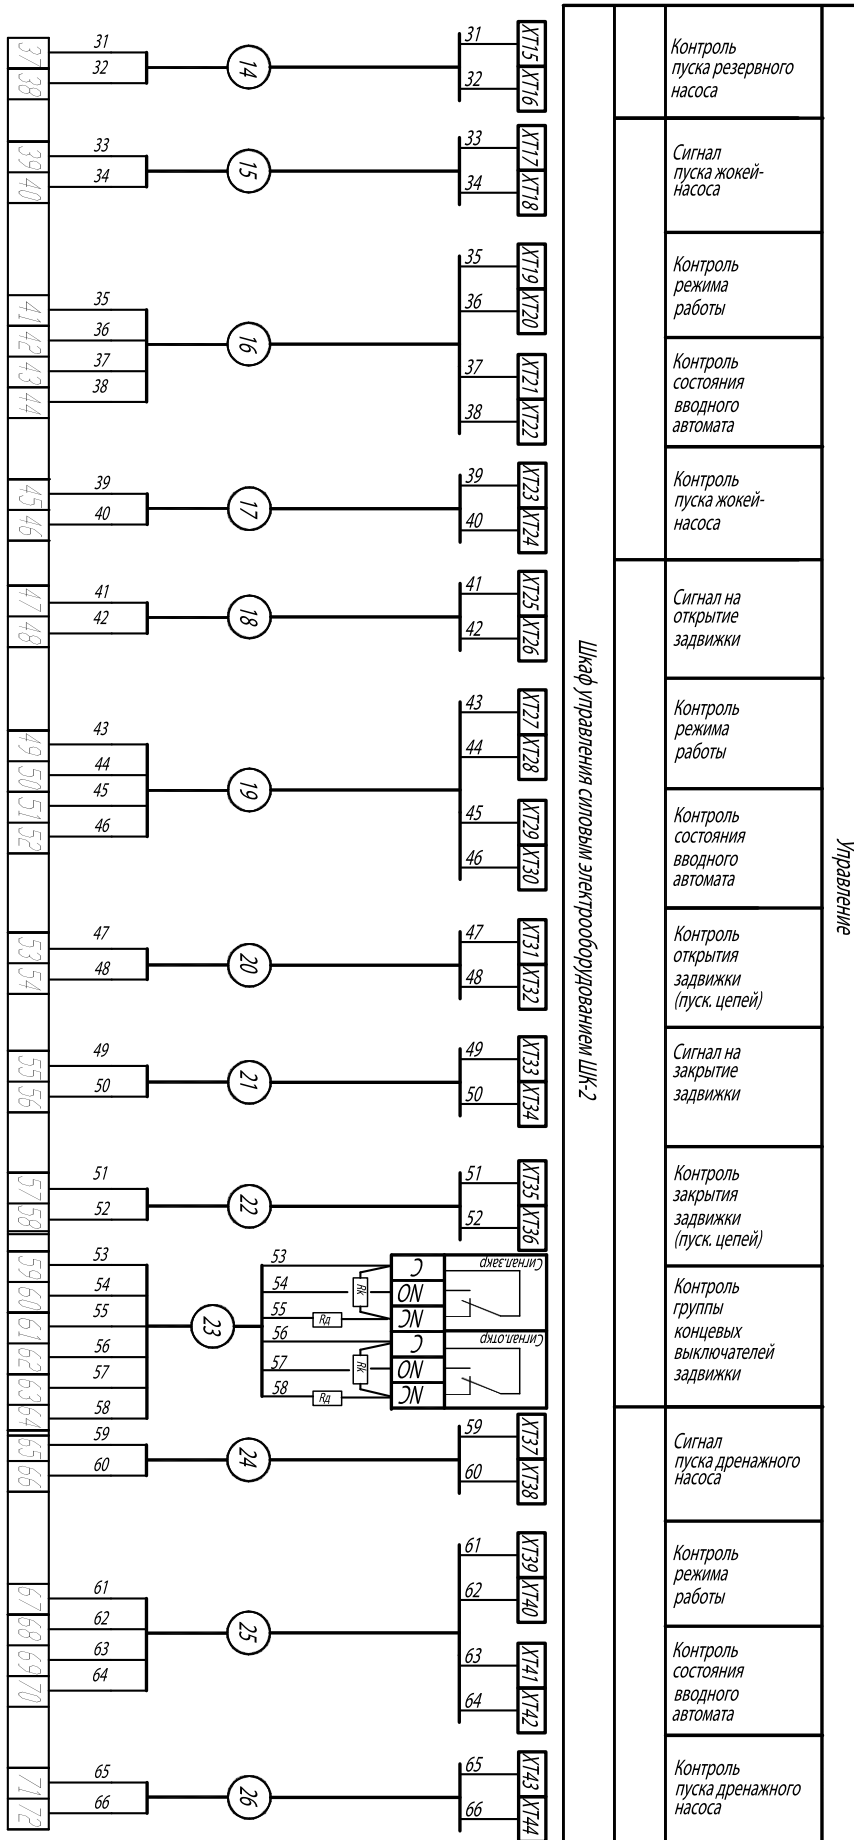 37
38
31
32
14
31
32
XT15
XT16
Контроль
пуска резервного
насоса
39
40
33
34
15
33
34
XT17
XT18
Сигнал
пуска жокей-
насоса
41
42
43
44
35
36
37
38
16
35
36
37
38
XT19
XT20
XT21
XT22
Контроль
режима
работы
Контроль
состояния
вводного
автомата
45
46
39
40
17
39
40
XT23
XT24
Контроль
пуска жокей-
насоса
47
48
41
42
18
41
42
XT25
XT26
Сигнал на
открытие
задвижки
49
50
51
52
43
44
45
46
19
43
44
45
46
XT27
XT28
XT29
XT30
Контроль
режима
работы
Контроль
состояния
вводного
автомата
53
54
47
48
20
47
48
XT31
XT32
Контроль
открытия
задвижки
(пуск. цепей)
55
56
49
50
21
49
50
XT33
XT34
Сигнал на
закрытие
задвижки
57
58
51
52
22
51
52
XT35
XT36
Контроль
закрытия
задвижки
(пуск. цепей)
59
60
61
62
63
64
53
54
55
56
57
58
23
53
54
55
56
57
58
Rк
Rд
Rк
Rд
C
NO
NC
C
NO
NC
Сигнал.закр
Сигнал.откр
Контроль
группы
концевых
выключателей
задвижки
65
66
59
60
24
59
60
XT37
XT38
Сигнал
пуска дренажного
насоса
67
68
69
70
61
62
63
64
25
61
62
63
64
XT39
XT40
XT41
XT42
Контроль
режима
работы
Контроль
состояния
вводного
автомата
71
72
65
66
26
65
66
XT43
XT44
Контроль
пуска дренажного
насоса
Шкаф управления силовым электрооборудованием ШК-2
Управление